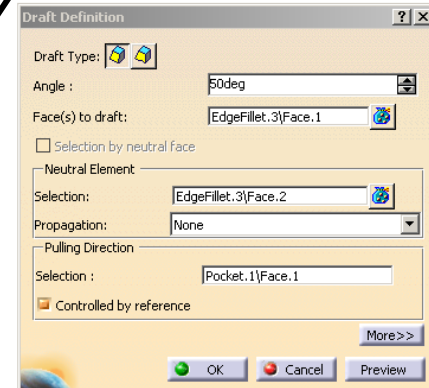 Draft Definition
Draft Type:
Angle : 50deg
Face(s) to draft: EdgeFillet.3\Face.1
Selection by neutral face
Neutral Element
Selection: EdgeFillet.3\Face.2
Propagation: None
Pulling Direction
Selection : Pocket.1\Face.1
Controlled by reference
More>>
OK Cancel Preview